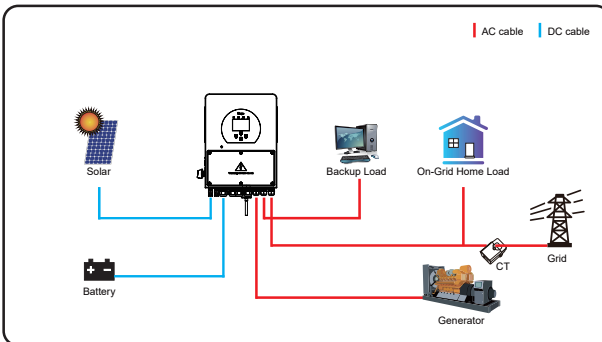 AC cable
DC cable
Solar
Backup Load
On-Grid Home Load
CT
Grid
Battery
Generator